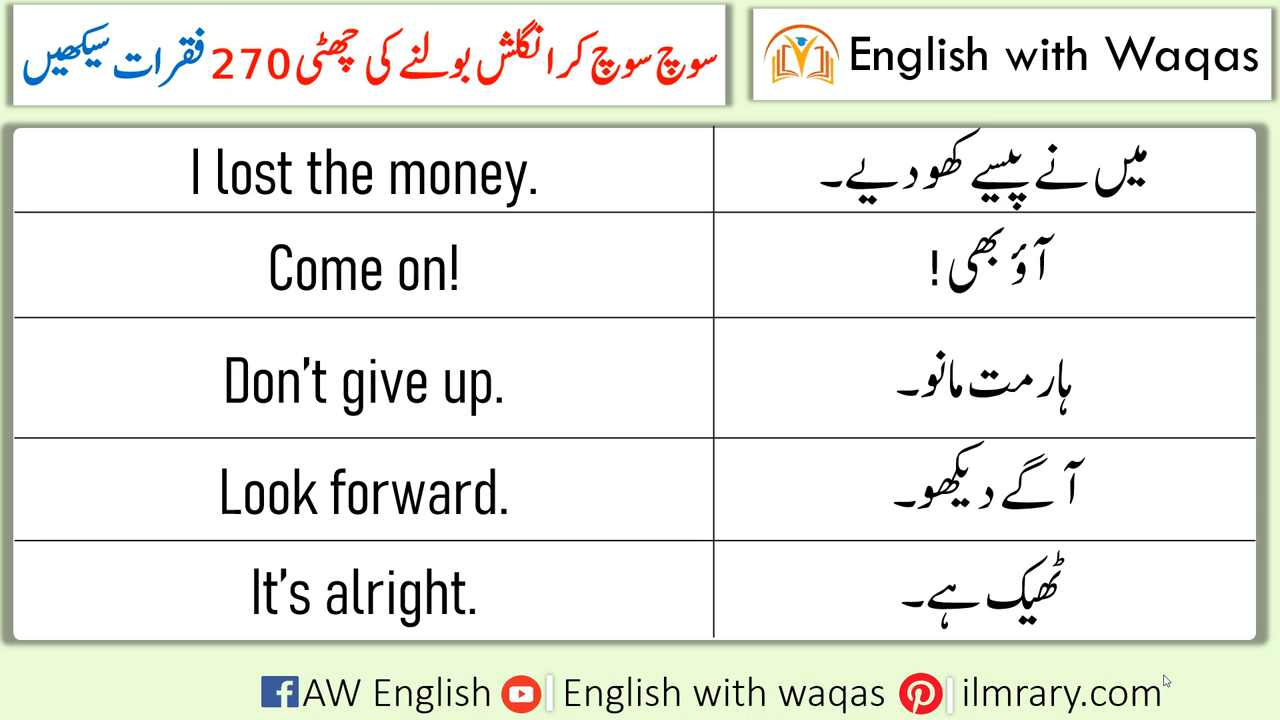 سوچ سوچ کر انگلش بولنے کی چھٹی 270 فقرات سیکھیں
English with Waqas
I lost the money.
میں نے پیسے کھو دیے۔
Come on!
آؤ بھی !
Don't give up.
ہار مت مانو۔
Look forward.
آگے دیکھو۔
It's alright.
ٹھیک ہے۔
AW English | English with waqas | ilmrary.com